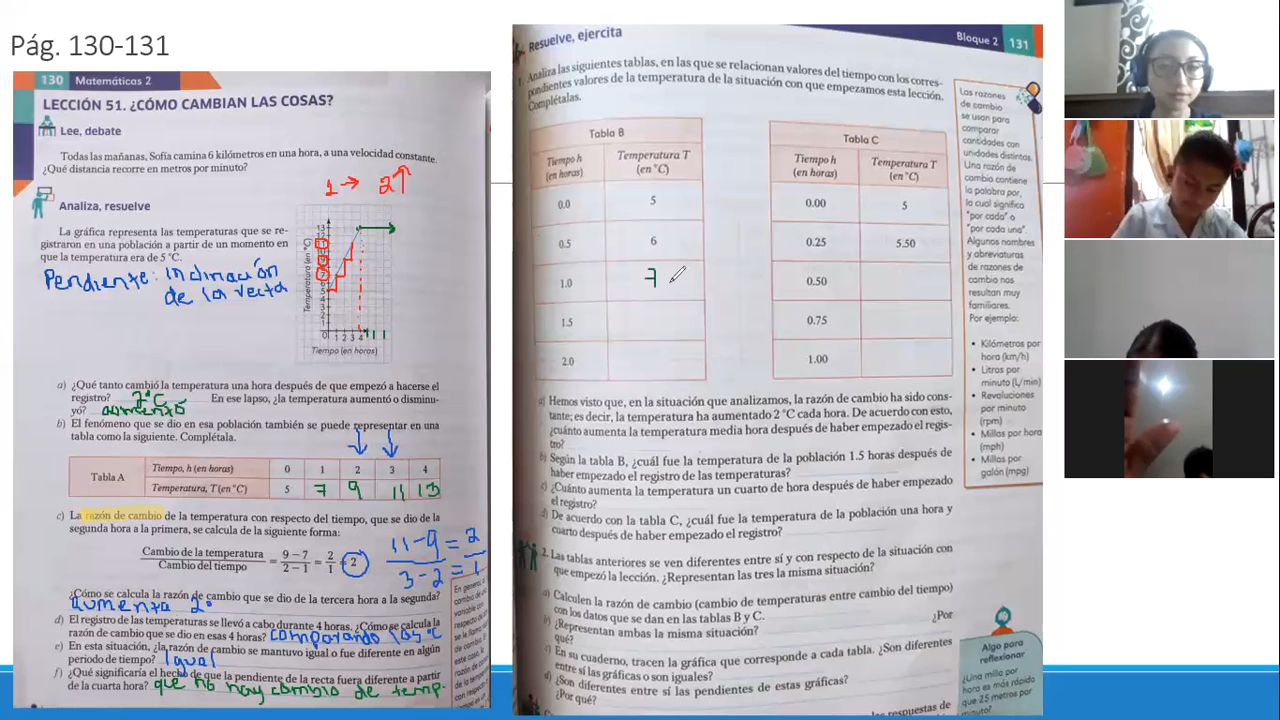 Pág. 130-131
130 Matemáticas 2
LECCIÓN 51. ¿CÓMO CAMBIAN LAS COSAS?
Lee, debate
Todas las mañanas, Sofía camina 6 kilómetros en una hora, a una velocidad constante.
¿Qué distancia recorre en metros por minuto?
1 → 2↑
Analiza, resuelve
La gráfica representa las temperaturas que se re-
gistraron en una población a partir de un momento en
que la temperatura era de 5 °C.
Pendiente: inclinación
de la recta
Temperatura (en °C)
Tiempo (en horas)
a) ¿Qué tanto cambió la temperatura una hora después de que empezó a hacerse el
registro? 7°C En ese lapso, ¿la temperatura aumentó o disminu-
yó? aumentó
b) El fenómeno que se dio en esa población también se puede representar en una
tabla como la siguiente. Complétala.
Tabla A
Tiempo, h (en horas) 0 1 2 3 4
Temperatura, T (en °C) 5 7 9 11 13
c) La razón de cambio de la temperatura con respecto del tiempo, que se dio de la
segunda hora a la primera, se calcula de la siguiente forma:
Cambio de la temperatura / Cambio del tiempo = 9-7 / 2-1 = 2/1 = 2
11-9 = 2
3-2 = 1
¿Cómo se calcula la razón de cambio que se dio de la tercera hora a la segunda?
aumenta 2°
d) El registro de las temperaturas se llevó a cabo durante 4 horas. ¿Cómo se calcula la
razón de cambio que se dio en esas 4 horas? comparando los °C
e) En esta situación, ¿la razón de cambio se mantuvo igual o fue diferente en algún
periodo de tiempo? Igual
f) ¿Qué significaría el hecho de que la pendiente de la recta fuera diferente a partir
de la cuarta hora? que no hay cambio de temp.
Resuelve, ejercita
Bloque 2 131
1. Analiza las siguientes tablas, en las que se relacionan valores del tiempo con los corres-
pondientes valores de la temperatura de la situación con que empezamos esta lección.
Complétalas.
Tabla B
Tiempo h (en horas) Temperatura T (en °C)
0.0 5
0.5 6
1.0 7
1.5
2.0
Tabla C
Tiempo h (en horas) Temperatura T (en °C)
0.00 5
0.25 5.50
0.50
0.75
1.00
a) Hemos visto que, en la situación que analizamos, la razón de cambio ha sido cons-
tante; es decir, la temperatura ha aumentado 2 °C cada hora. De acuerdo con esto,
¿cuánto aumenta la temperatura media hora después de haber empezado el regis-
tro?
b) Según la tabla B, ¿cuál fue la temperatura de la población 1.5 horas después de
haber empezado el registro de las temperaturas?
c) ¿Cuánto aumenta la temperatura un cuarto de hora después de haber empezado
el registro?
d) De acuerdo con la tabla C, ¿cuál fue la temperatura de la población una hora y
cuarto después de haber empezado el registro?
2. Las tablas anteriores se ven diferentes entre sí y con respecto de la situación con
que empezó la lección. ¿Representan las tres la misma situación?
a) Calculen la razón de cambio (cambio de temperaturas entre cambio del tiempo)
con los datos que se dan en las tablas B y C.
b) ¿Representan ambas la misma situación? ¿Por
qué?
c) En su cuaderno, tracen la gráfica que corresponde a cada tabla. ¿Son diferentes
entre sí las gráficas o son iguales?
d) ¿Son diferentes entre sí las pendientes de estas gráficas?
¿Por qué?
Las razones
de cambio
se usan para
comparar
cantidades con
unidades distintas.
Una razón de
cambio contiene
la palabra por,
la cual significa
"por cada" o
"por cada una".
Algunos nombres
y abreviaturas
de razones de
cambio nos
resultan muy
familiares.
Por ejemplo:
• Kilómetros por
hora (km/h)
• Litros por
minuto (L/min)
• Revoluciones
por minuto
(rpm)
• Millas por hora
(mph)
• Millas por
galón (mpg)
Algo para
reflexionar
¿Una milla por
hora es más rápido
que 25 metros por
minuto?